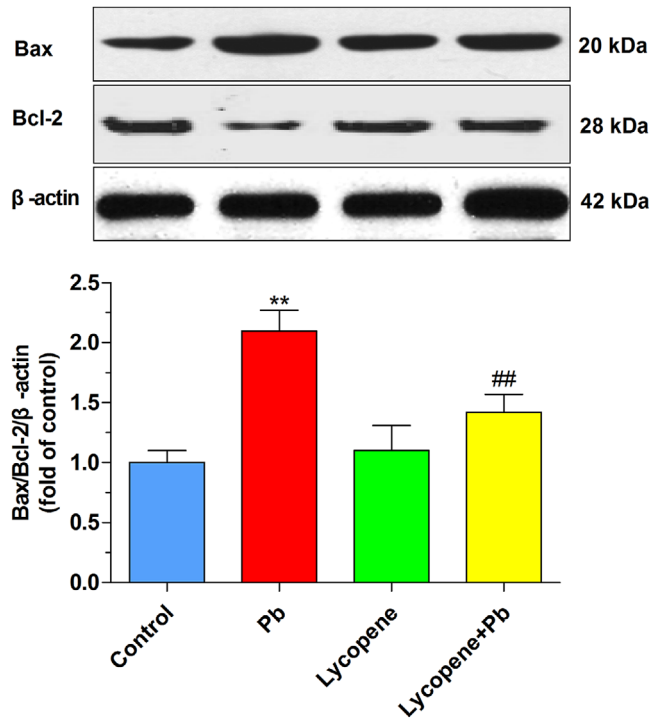 Bax 20 kDa
Bcl-2 28 kDa
β -actin 42 kDa
Bax/Bcl-2/β -actin
(fold of control)
2.5
2.0
1.5
1.0
0.5
0.0
**
##
Control
Pb
Lycopene
Lycopene+Pb